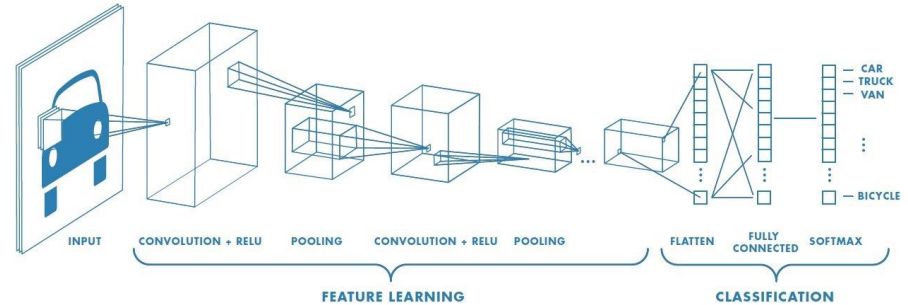 CAR
TRUCK
VAN
BICYCLE
INPUT
CONVOLUTION + RELU
POOLING
CONVOLUTION + RELU
POOLING
FLATTEN
FULLY
CONNECTED
SOFTMAX
FEATURE LEARNING
CLASSIFICATION